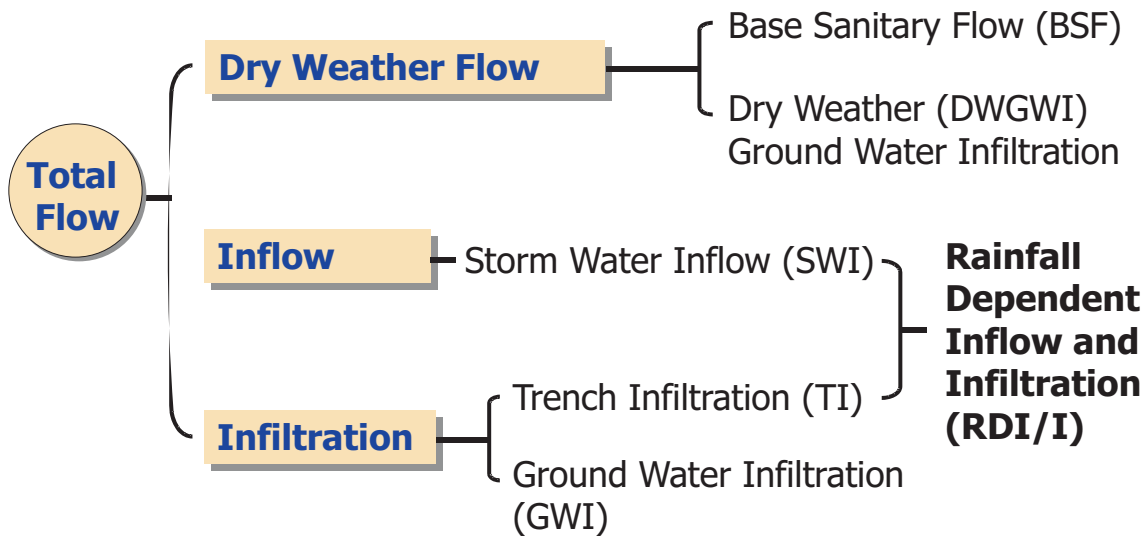 Total
Flow
Dry Weather Flow
Base Sanitary Flow (BSF)
Dry Weather (DWGWI)
Ground Water Infiltration
Inflow
Storm Water Inflow (SWI)
Infiltration
Trench Infiltration (TI)
Ground Water Infiltration
(GWI)
Rainfall
Dependent
Inflow and
Infiltration
(RDI/I)